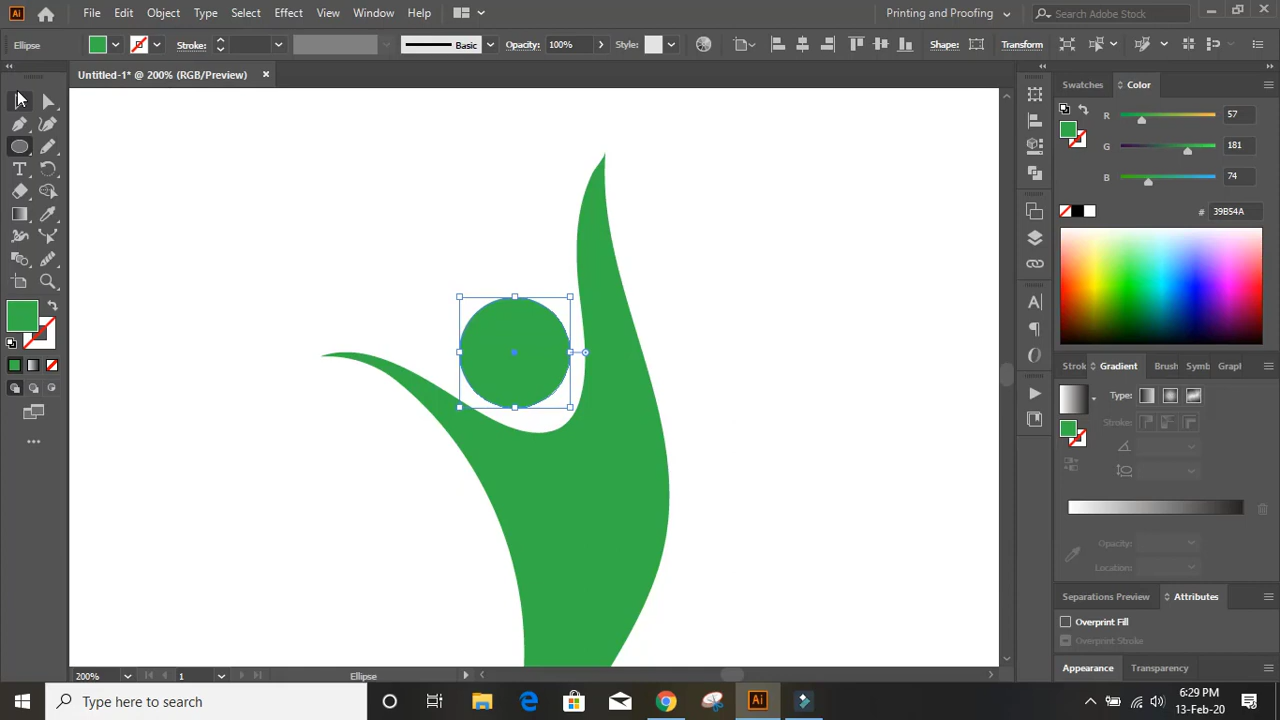 Ai File Edit Object Type Select Effect View Window Help Printing and Proofing Search Adobe Stock
Ellipse Stroke: Basic Opacity: 100% Style: Shape: Transform
Untitled-1* @ 200% (RGB/Preview)
Swatches Color
R 57
G 181
B 74
# 39B54A
Strok Gradient Brush Symb Grapl
Type:
Stroke:
Opacity:
Location:
Separations Preview Attributes
Overprint Fill
Overprint Stroke
Appearance Transparency
200% 1 Ellipse
Type here to search
Ai
6:29 PM
13-Feb-20